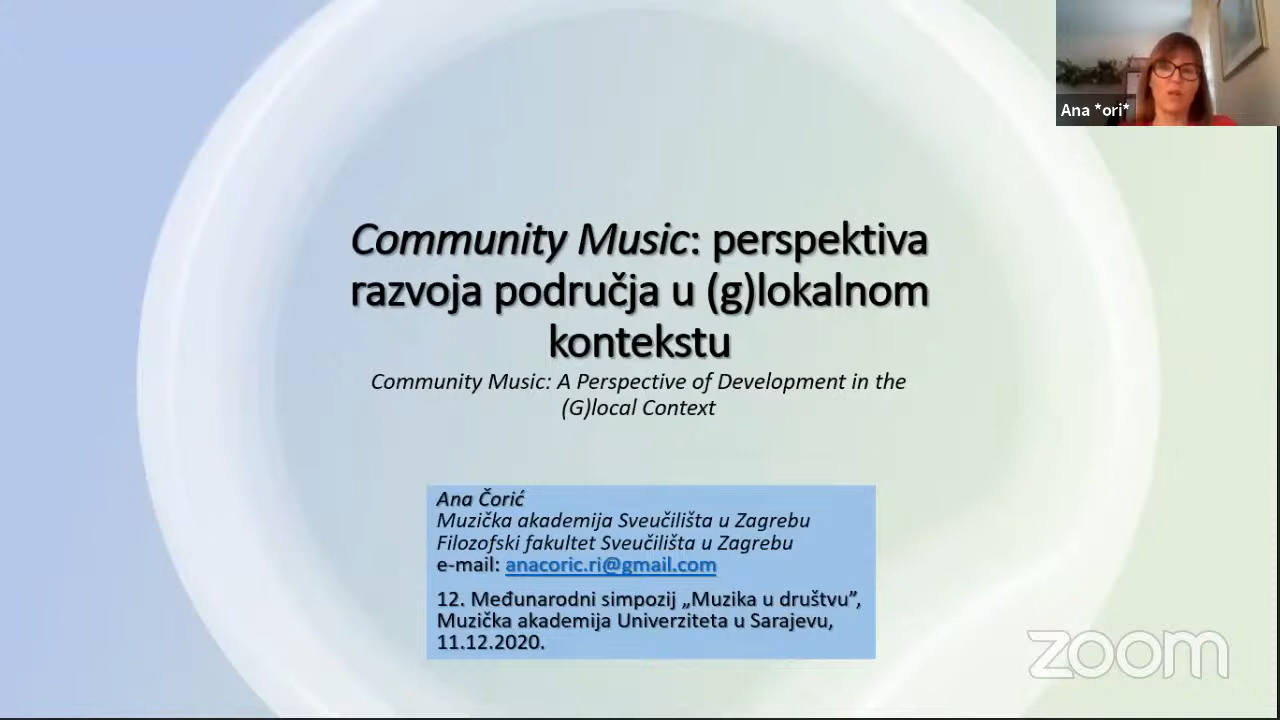 Ana *ori*
Community Music: perspektiva
razvoja područja u (g)lokalnom
kontekstu
Community Music: A Perspective of Development in the
(G)local Context
Ana Čorić
Muzička akademija Sveučilišta u Zagrebu
Filozofski fakultet Sveučilišta u Zagrebu
e-mail: anacoric.ri@gmail.com
12. Međunarodni simpozij „Muzika u društvu”,
Muzička akademija Univerziteta u Sarajevu,
11.12.2020.
zoom